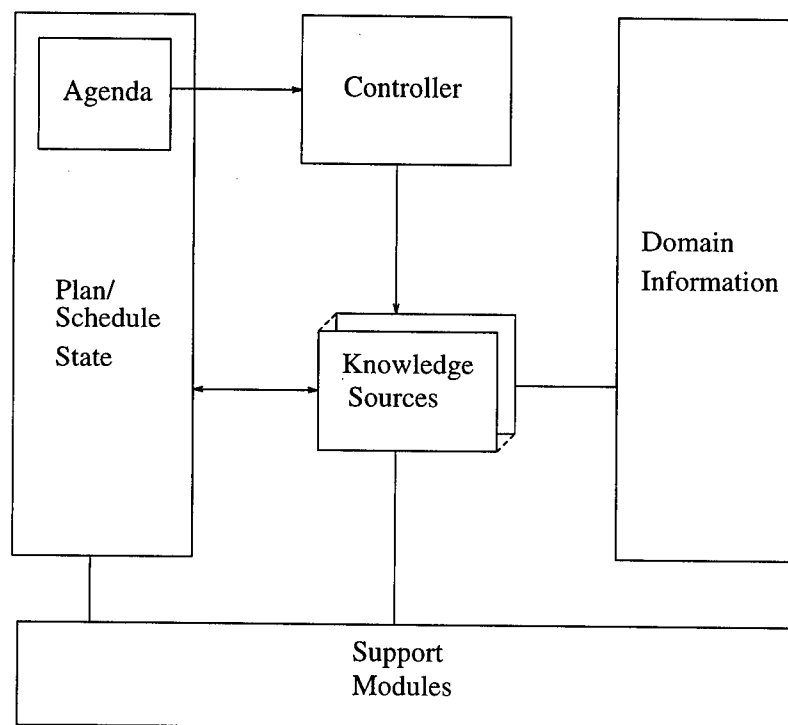 Agenda
Controller
Plan/
Schedule
State
Domain
Information
Knowledge
Sources
Support
Modules